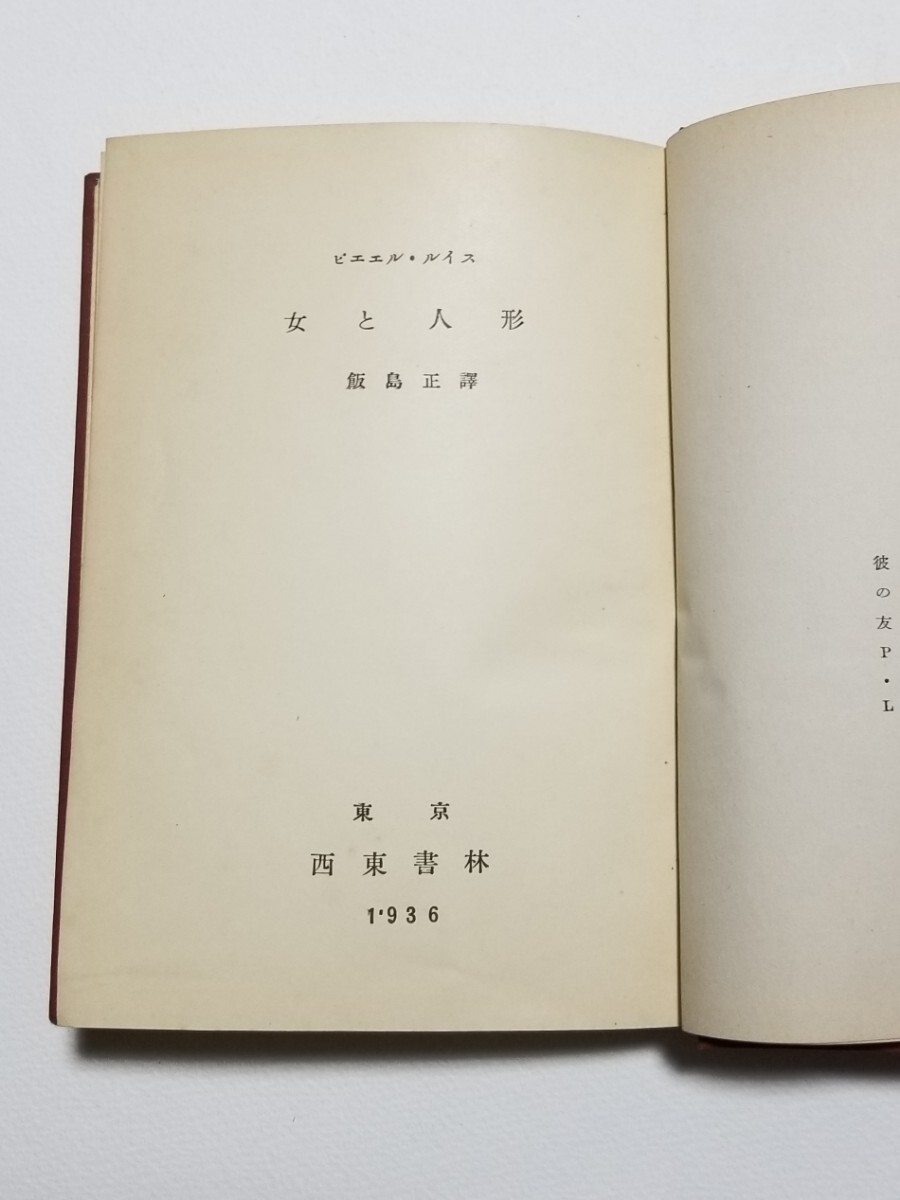 ピエエル・ルイス
女と人形
飯島正譯
東京
西東書林
1936
彼の友P・L